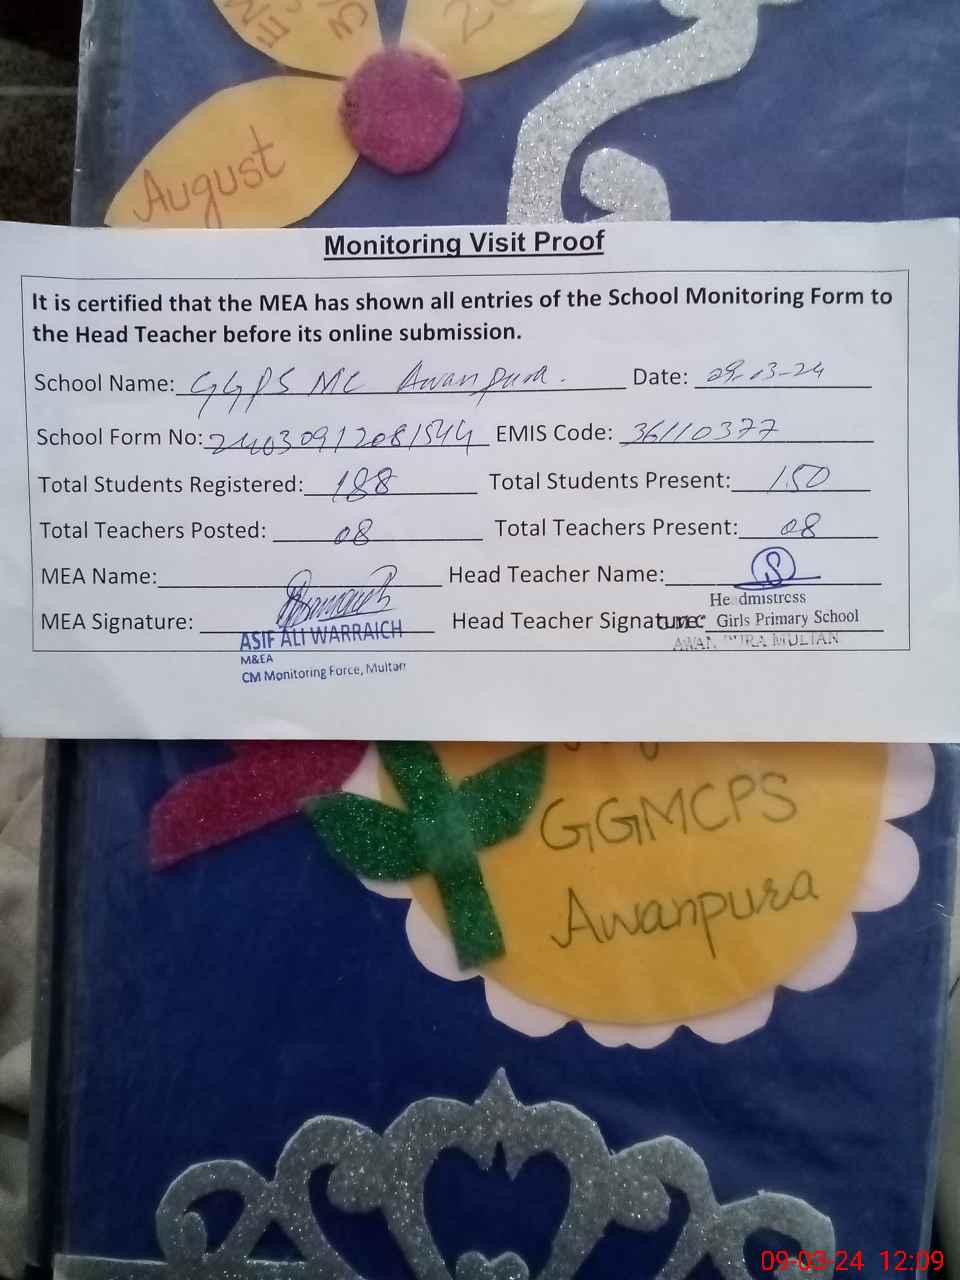 August
Monitoring Visit Proof
It is certified that the MEA has shown all entries of the School Monitoring Form to
the Head Teacher before its online submission.
School Name: GGPS MC Awanpura. Date: 09-03-24
School Form No: 24030912081544 EMIS Code: 36110377
Total Students Registered: 188 Total Students Present: 150
Total Teachers Posted: 08 Total Teachers Present: 08
MEA Name: Head Teacher Name:
MEA Signature: Head Teacher Signature:
ASIF ALI WARRAICH
M&EA
CM Monitoring Force, Multan
Headmistress
Girls Primary School
MULTAN
GGMCPS
Awanpura
09-03-24 12:09